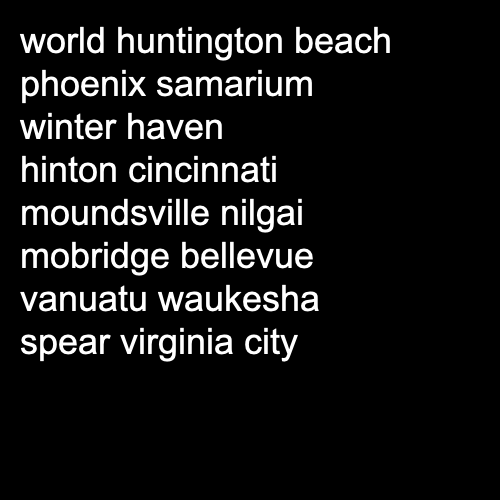 world huntington beach
phoenix samarium
winter haven
hinton cincinnati
moundsville nilgai
mobridge bellevue
vanuatu waukesha
spear virginia city